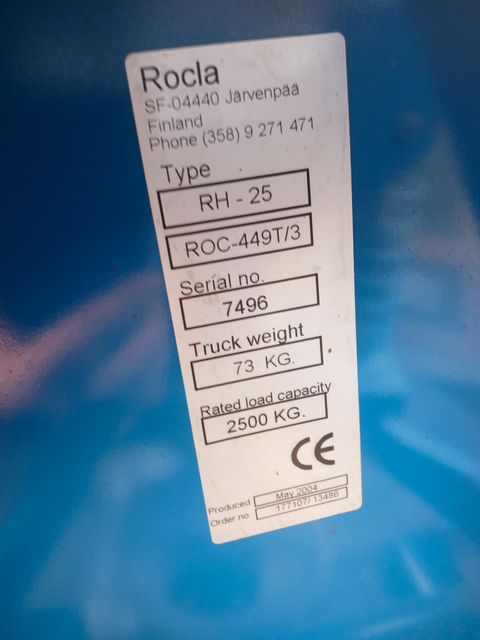 Rocla
SF-04440 Järvenpää
Finland
Phone (358) 9 271 471
Type
RH - 25
ROC-449T/3
Serial no.
7496
Truck weight
73 KG.
Rated load capacity
2500 KG.
CE
Produced May 2004
Order no 177107/ 13486